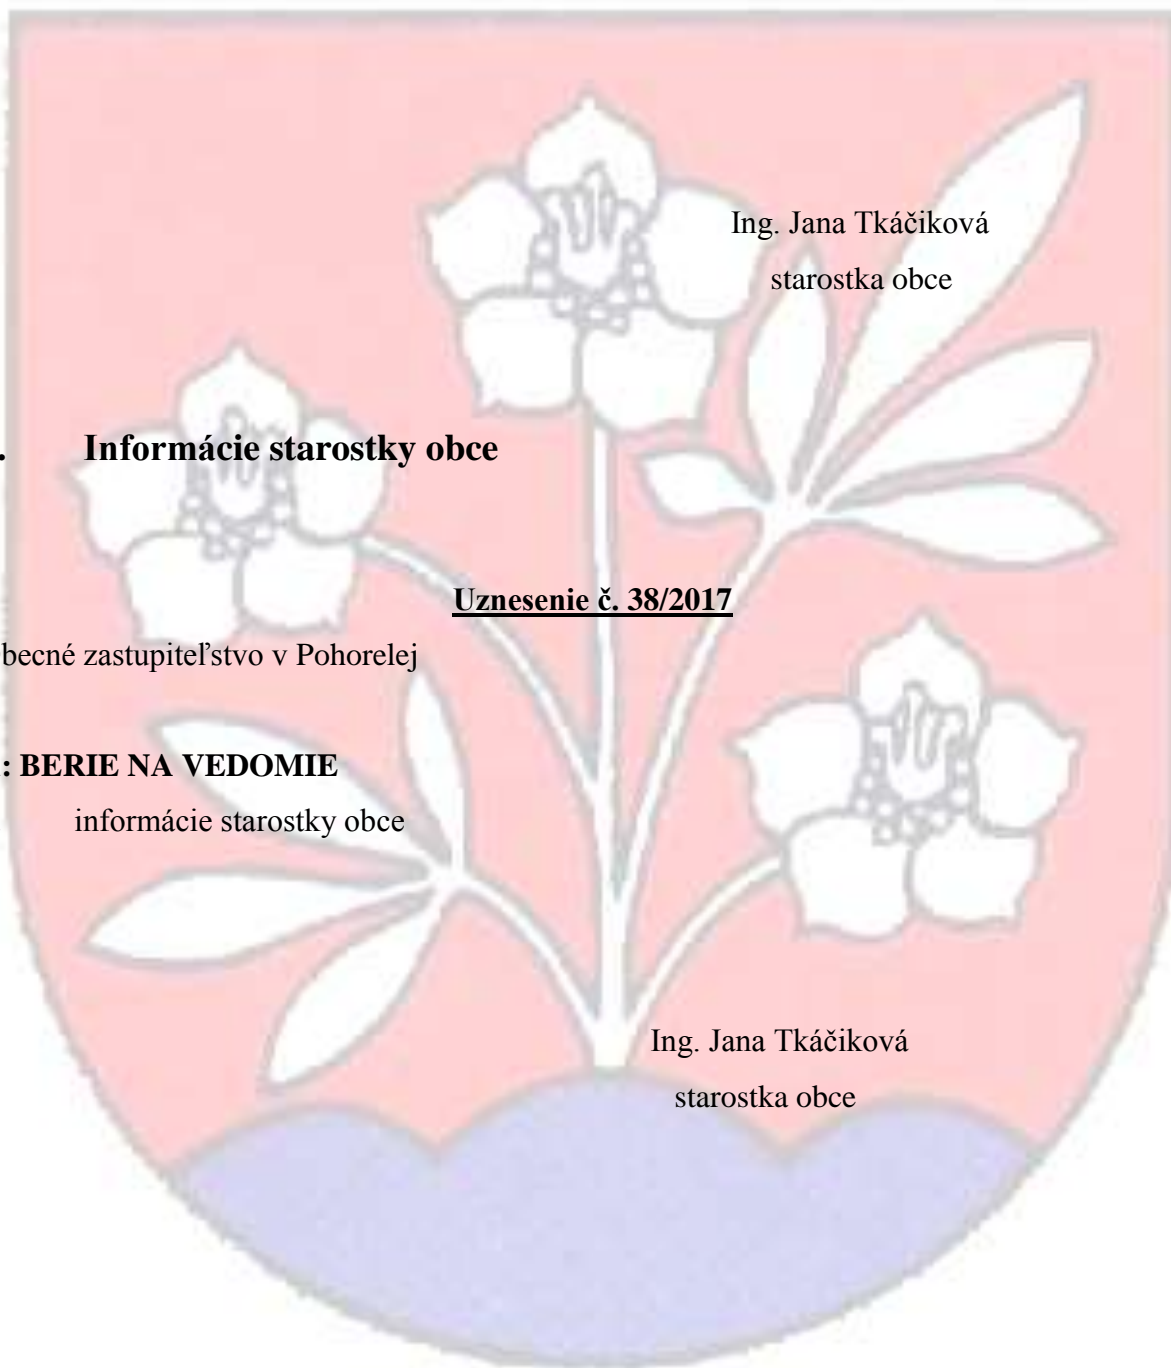 Ing. Jana Tkáčiková
starostka obce
. Informácie starostky obce
Uznesenie č. 38/2017
becné zastupiteľstvo v Pohorelej
: BERIE NA VEDOMIE
informácie starostky obce
Ing. Jana Tkáčiková
starostka obce